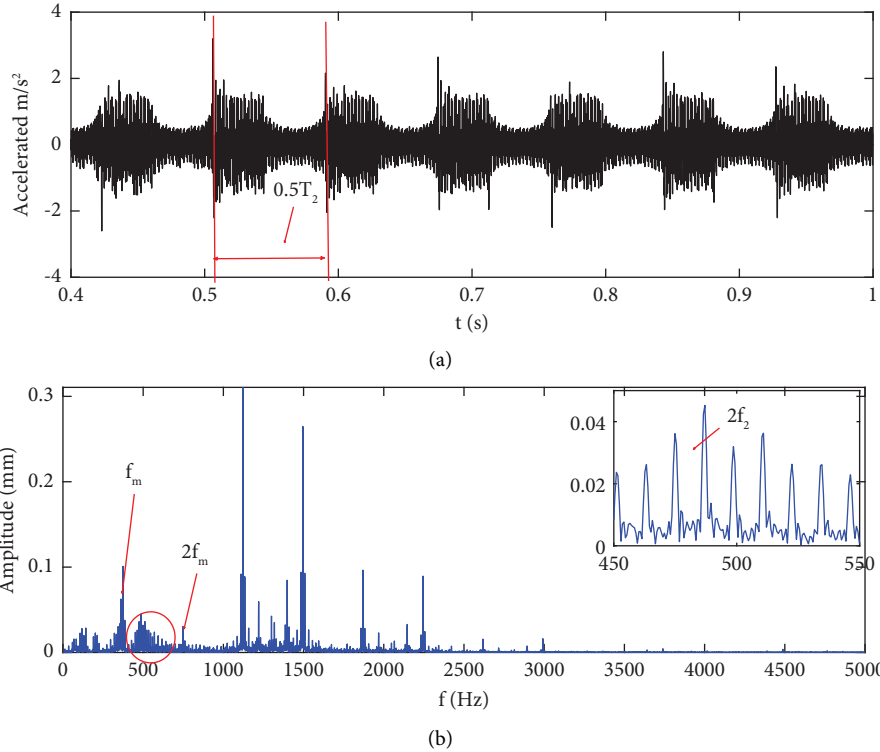 4
2
0
-2
-4
Accelerated m/s²
0.5T₂
0.4 0.5 0.6 0.7 0.8 0.9 1
t (s)
(a)
0.3
0.2
0.1
0
Amplitude (mm)
fₘ
2fₘ
0.04
0.02
0
2f₂
450 500 550
0 500 1000 1500 2000 2500 3000 3500 4000 4500 5000
f (Hz)
(b)